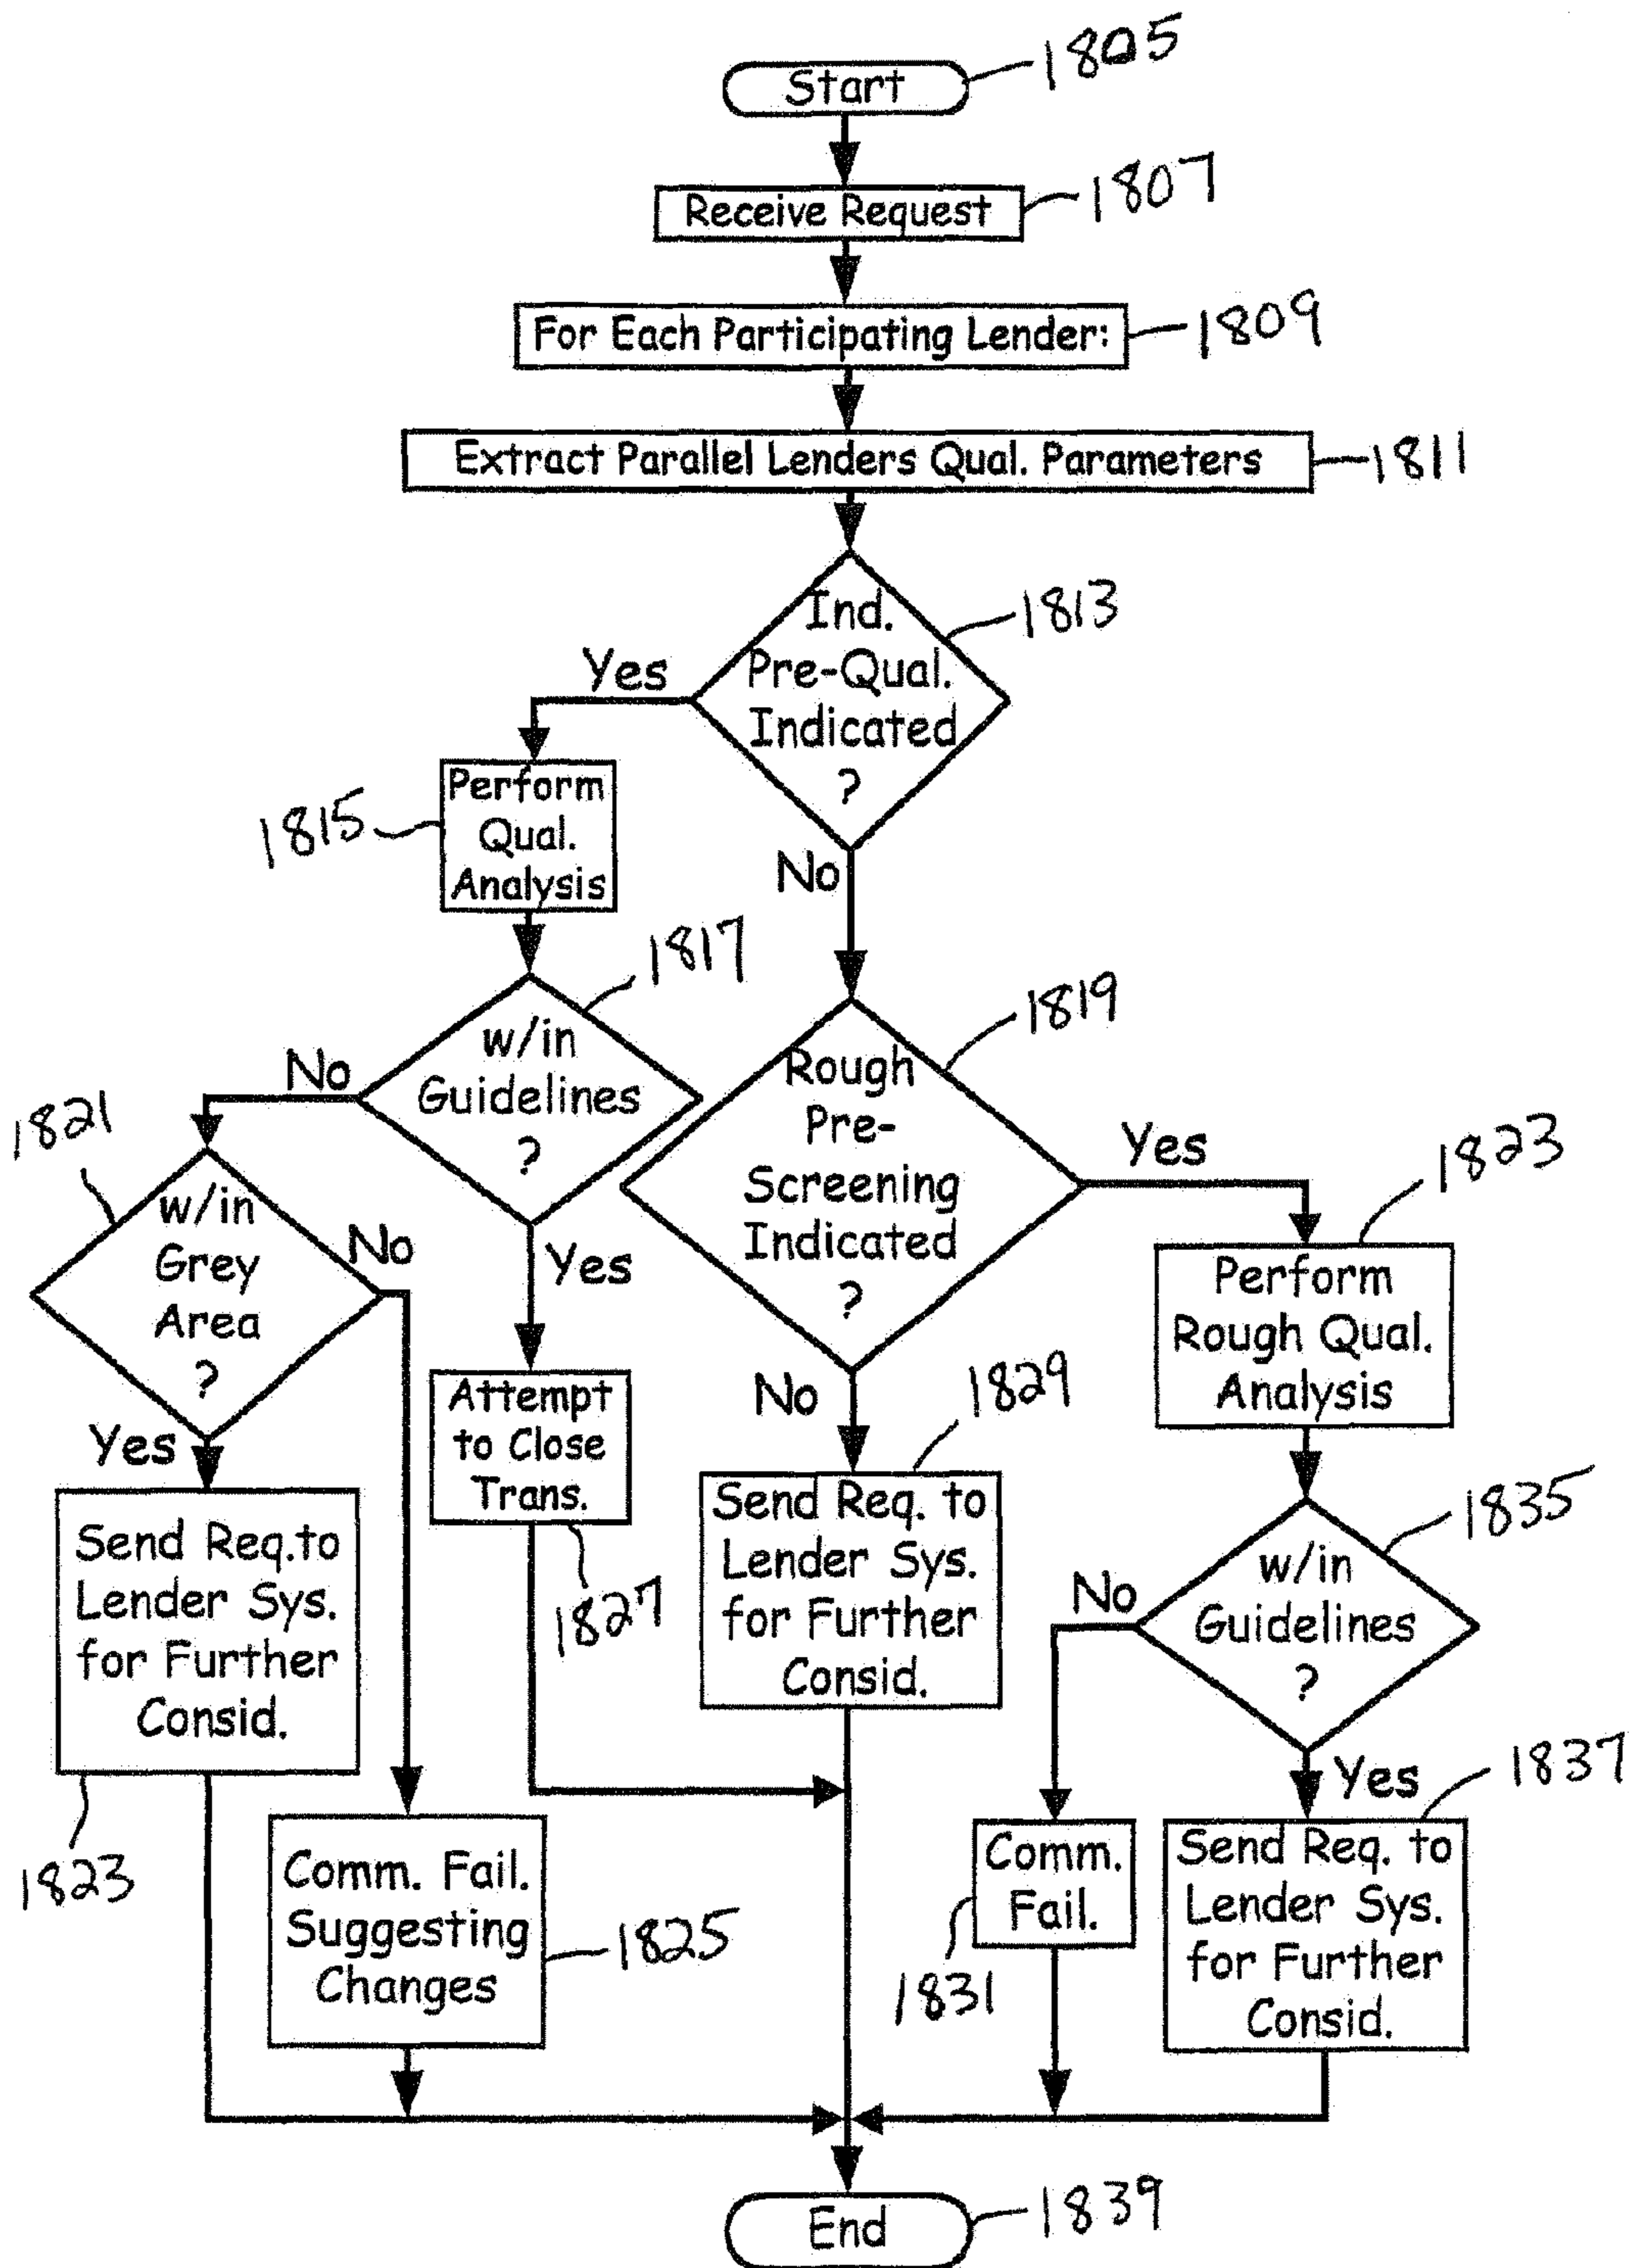 Start
1805
Receive Request
1807
For Each Participating Lender:
1809
Extract Parallel Lenders Qual. Parameters
1811
Ind.
Pre-Qual.
Indicated
?
1813
Yes
No
Perform
Qual.
Analysis
1815
w/in
Guidelines
?
1817
No
Yes
Rough
Pre-
Screening
Indicated
?
1819
Yes
No
w/in
Grey
Area
?
1821
No
Yes
Perform
Rough Qual.
Analysis
1823
Attempt
to Close
Trans.
1827
Send Req. to
Lender Sys.
for Further
Consid.
1829
Send Req.to
Lender Sys.
for Further
Consid.
1823
w/in
Guidelines
?
1835
No
Yes
Comm. Fail.
Suggesting
Changes
1825
Comm.
Fail.
1831
Send Req. to
Lender Sys.
for Further
Consid.
1837
End
1839